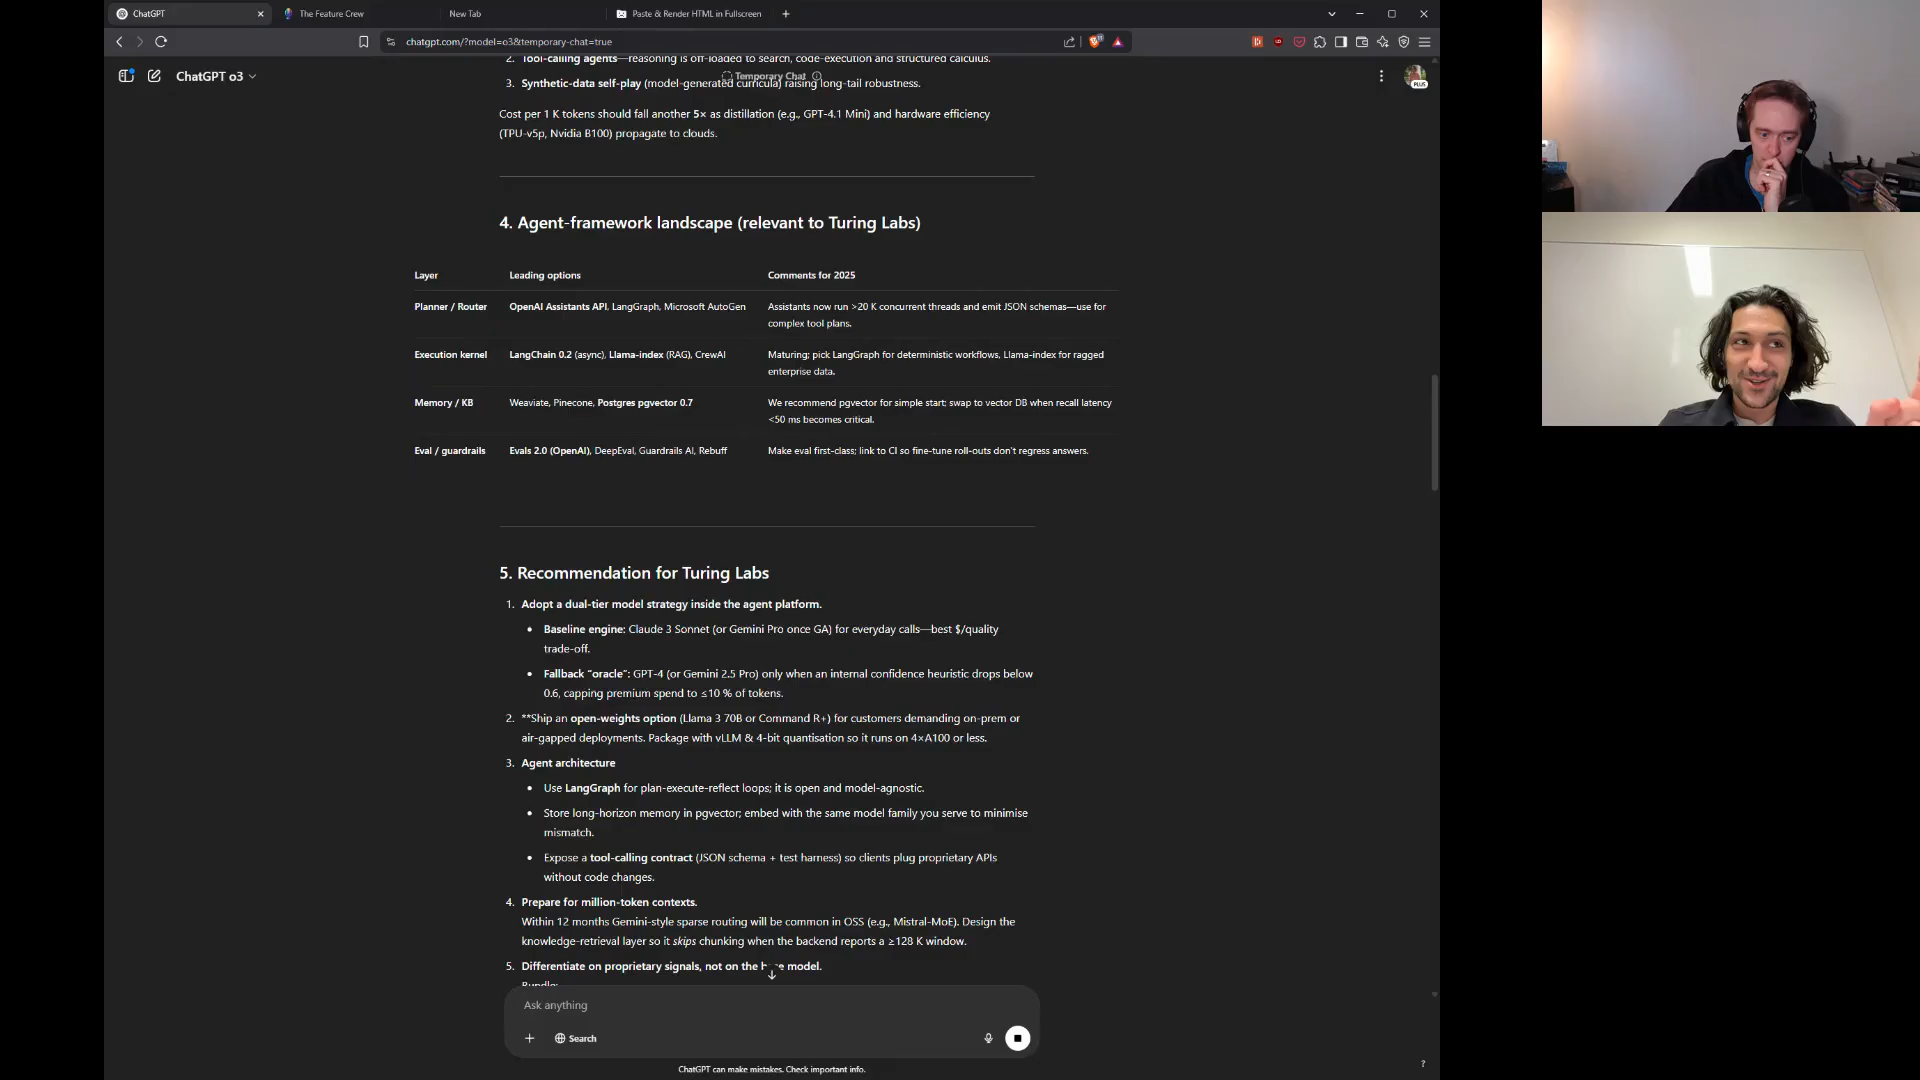 ChatGPT
The Feature Crew
New Tab
Paste & Render HTML in Fullscreen
chatgpt.com/?model=o3&temporary-chat=true
ChatGPT o3
Temporary Chat
PLUS
2. Tool-calling agents—reasoning is off-loaded to search, code-execution and structured calculus.
3. Synthetic-data self-play (model-generated curricula) raising long-tail robustness.
Cost per 1 K tokens should fall another 5× as distillation (e.g., GPT-4.1 Mini) and hardware efficiency
(TPU-v5p, Nvidia B100) propagate to clouds.
4. Agent-framework landscape (relevant to Turing Labs)
Layer Leading options Comments for 2025
Planner / Router OpenAI Assistants API, LangGraph, Microsoft AutoGen Assistants now run >20 K concurrent threads and emit JSON schemas—use for
complex tool plans.
Execution kernel LangChain 0.2 (async), Llama-index (RAG), CrewAI Maturing; pick LangGraph for deterministic workflows, Llama-index for ragged
enterprise data.
Memory / KB Weaviate, Pinecone, Postgres pgvector 0.7 We recommend pgvector for simple start; swap to vector DB when recall latency
<50 ms becomes critical.
Eval / guardrails Evals 2.0 (OpenAI), DeepEval, Guardrails AI, Rebuff Make eval first-class; link to CI so fine-tune roll-outs don't regress answers.
5. Recommendation for Turing Labs
1. Adopt a dual-tier model strategy inside the agent platform.
• Baseline engine: Claude 3 Sonnet (or Gemini Pro once GA) for everyday calls—best $/quality
trade-off.
• Fallback "oracle": GPT-4 (or Gemini 2.5 Pro) only when an internal confidence heuristic drops below
0.6, capping premium spend to ≤10 % of tokens.
2. **Ship an open-weights option (Llama 3 70B or Command R+) for customers demanding on-prem or
air-gapped deployments. Package with vLLM & 4-bit quantisation so it runs on 4×A100 or less.
3. Agent architecture
• Use LangGraph for plan-execute-reflect loops; it is open and model-agnostic.
• Store long-horizon memory in pgvector; embed with the same model family you serve to minimise
mismatch.
• Expose a tool-calling contract (JSON schema + test harness) so clients plug proprietary APIs
without code changes.
4. Prepare for million-token contexts.
Within 12 months Gemini-style sparse routing will be common in OSS (e.g., Mistral-MoE). Design the
knowledge-retrieval layer so it skips chunking when the backend reports a ≥128 K window.
5. Differentiate on proprietary signals, not on the base model.
Bundle:
Ask anything
Search
ChatGPT can make mistakes. Check important info.
?